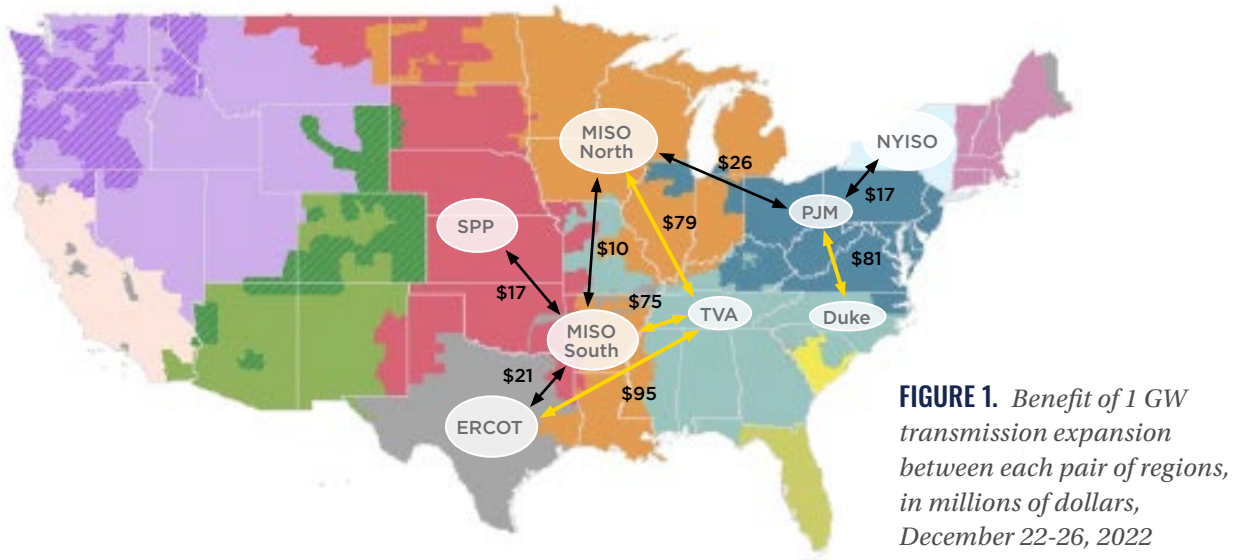 MISO
North
NYISO
$26
$17
PJM
SPP
$79
$10
$81
$17
$75
TVA
Duke
MISO
South
$21
$95
ERCOT
FIGURE 1. Benefit of 1 GW
transmission expansion
between each pair of regions,
in millions of dollars,
December 22-26, 2022